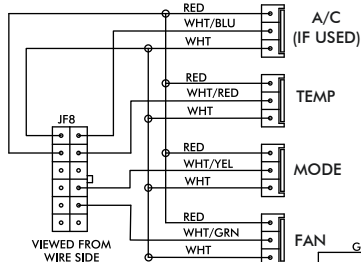 RED
WHT/BLU
WHT
A/C
(IF USED)
RED
WHT/RED
WHT
TEMP
JF8
RED
WHT/YEL
WHT
MODE
RED
WHT/GRN
WHT
FAN
VIEWED FROM
WIRE SIDE
G